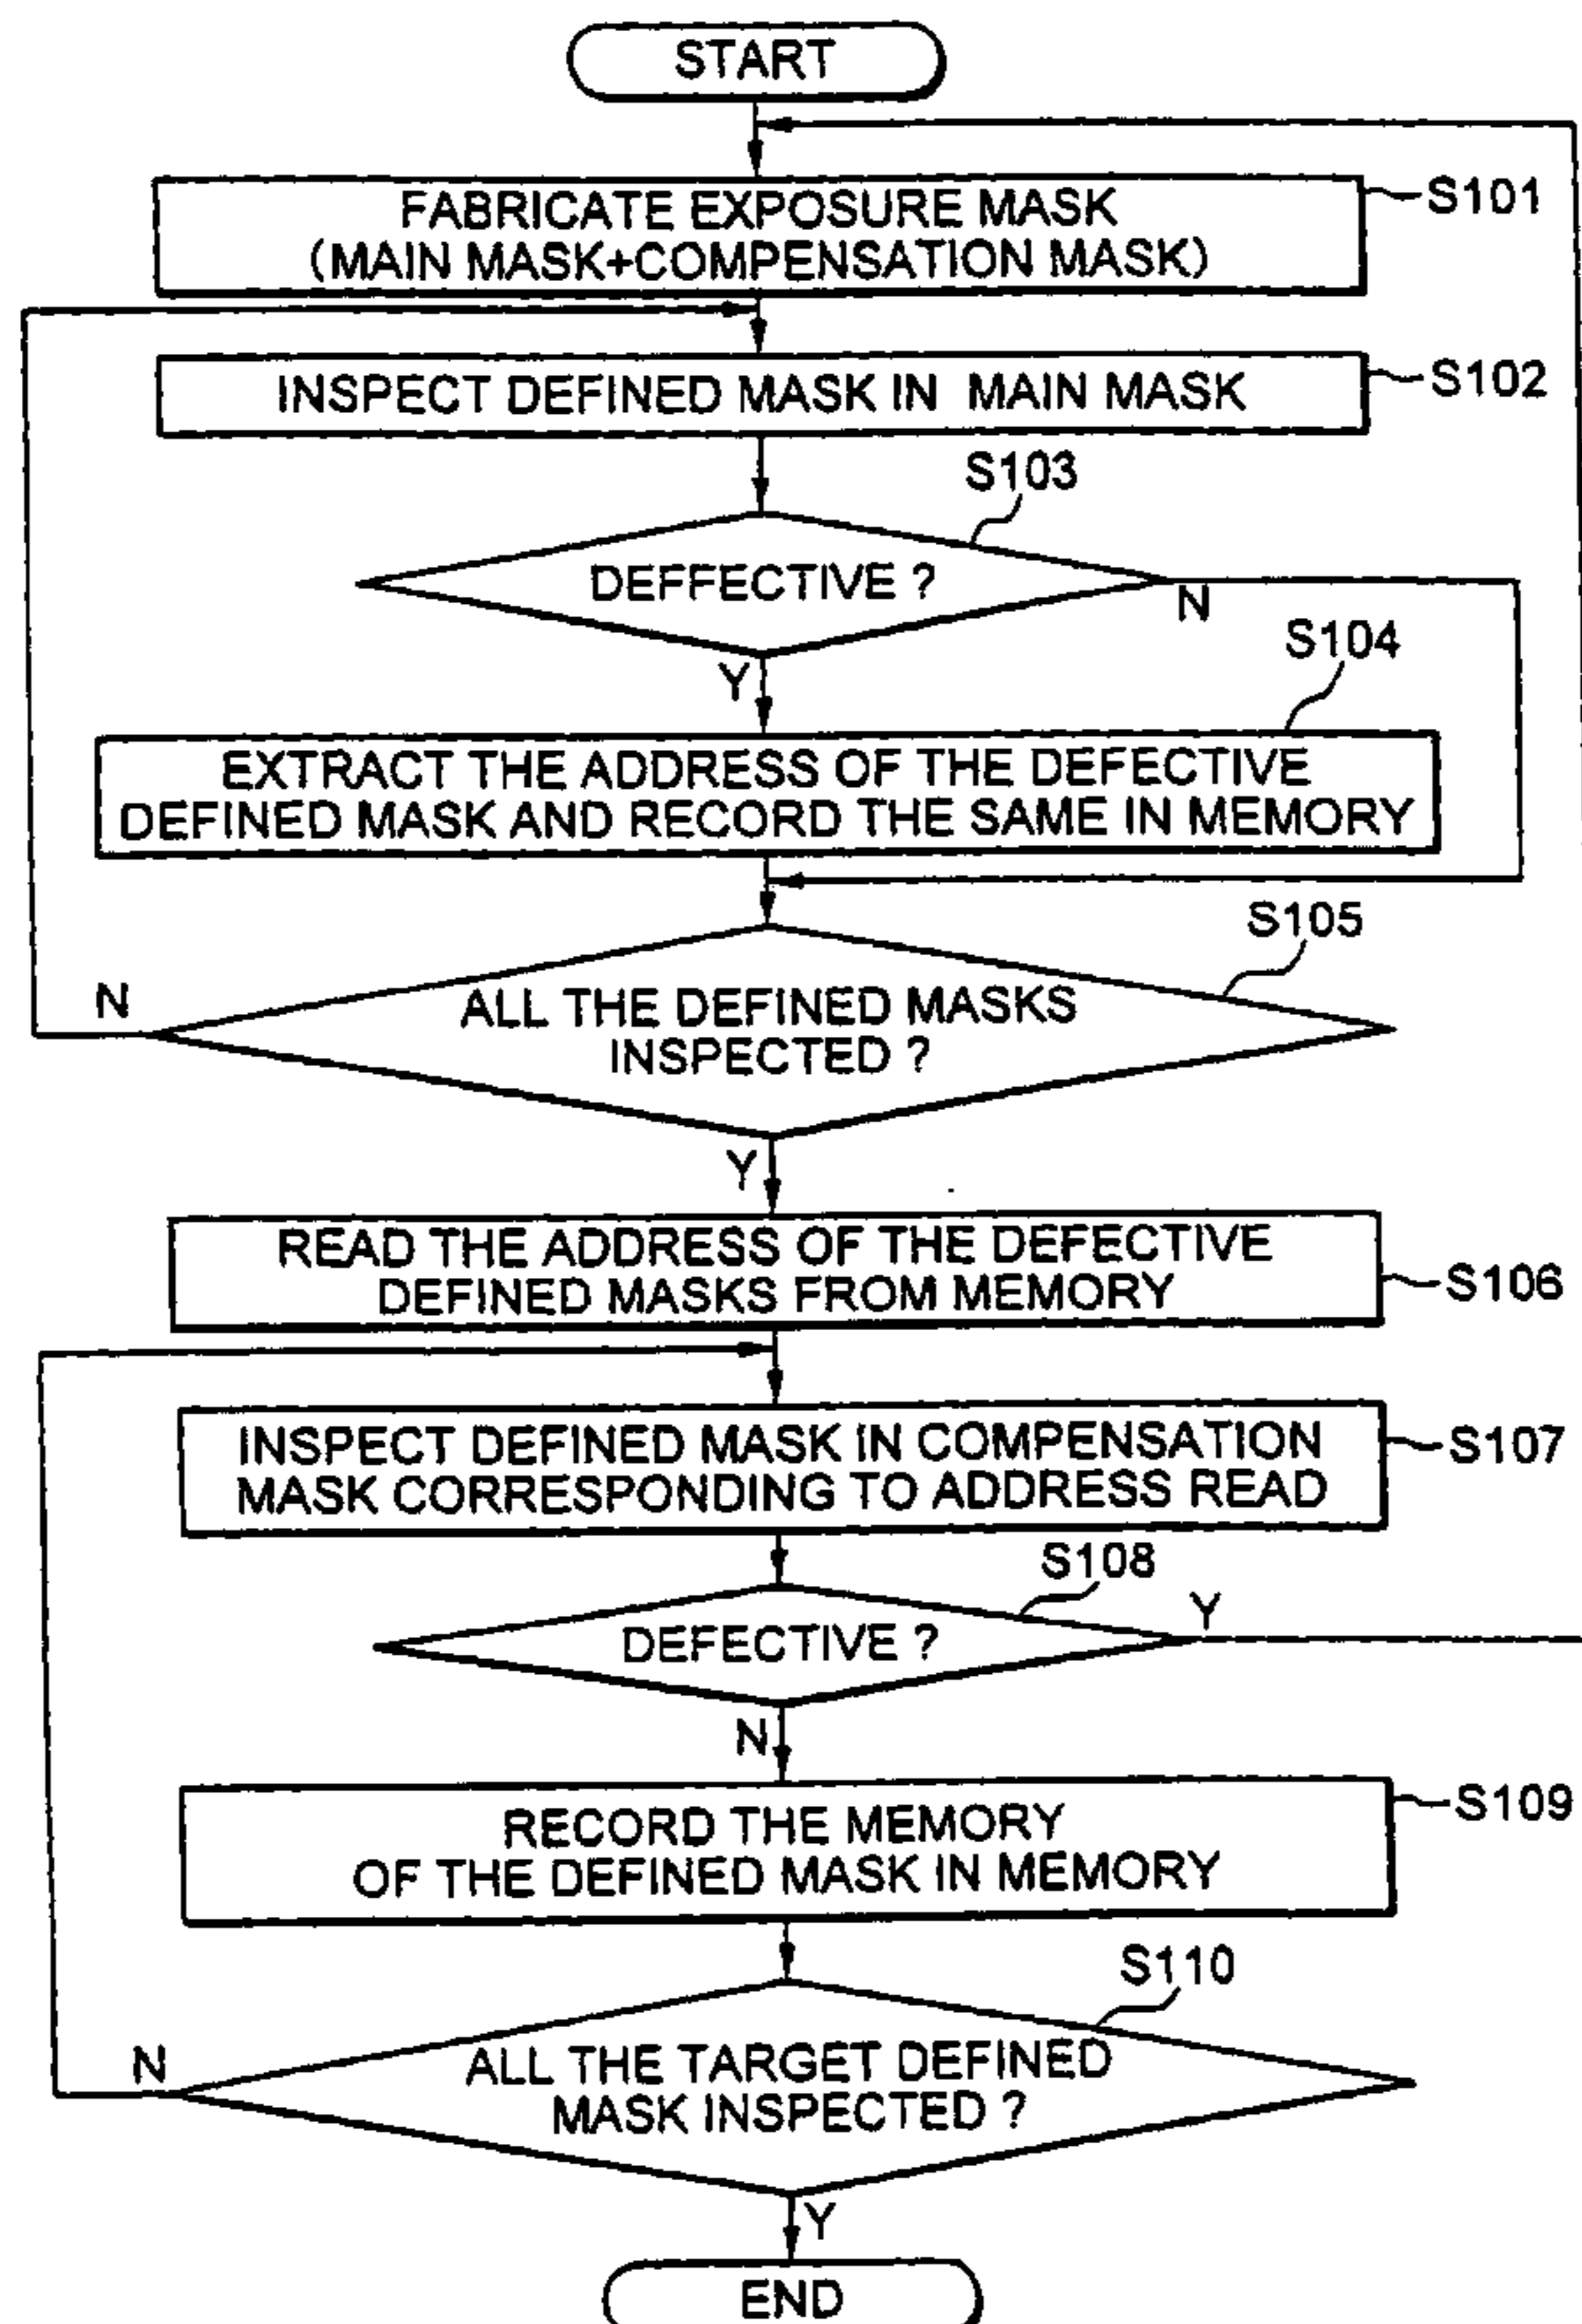 START
FABRICATE EXPOSURE MASK
(MAIN MASK+COMPENSATION MASK)
S101
INSPECT DEFINED MASK IN MAIN MASK
S102
S103
DEFFECTIVE ?
N
Y
S104
EXTRACT THE ADDRESS OF THE DEFECTIVE
DEFINED MASK AND RECORD THE SAME IN MEMORY
S105
N
ALL THE DEFINED MASKS
INSPECTED ?
Y
READ THE ADDRESS OF THE DEFECTIVE
DEFINED MASKS FROM MEMORY
S106
INSPECT DEFINED MASK IN COMPENSATION
MASK CORRESPONDING TO ADDRESS READ
S107
S108
Y
DEFECTIVE ?
N
RECORD THE MEMORY
OF THE DEFINED MASK IN MEMORY
S109
S110
N
ALL THE TARGET DEFINED
MASK INSPECTED ?
Y
END